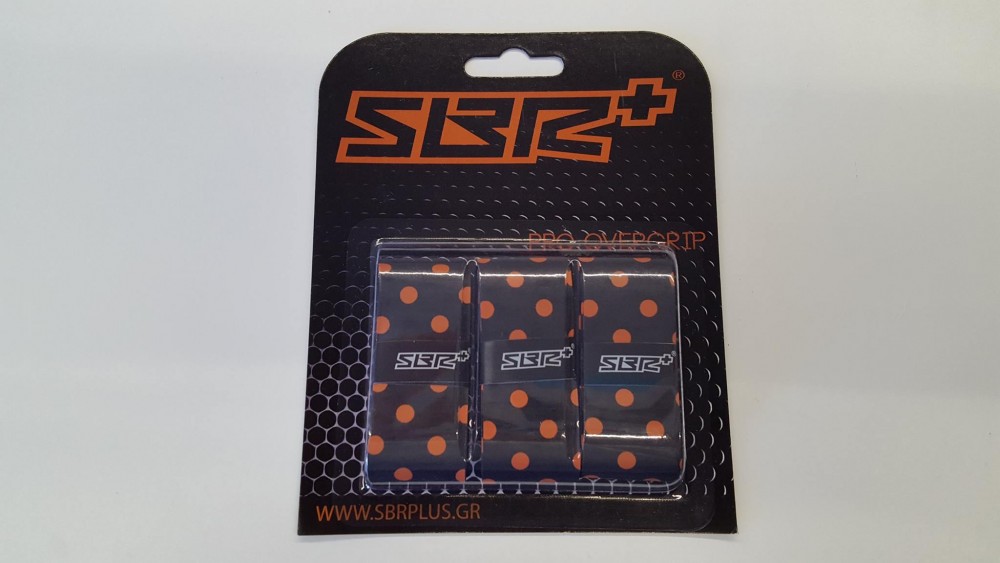 SBR+®
PRO OVERGRIP
SBR+® SBR+ SBR+®
WWW.SBRPLUS.GR